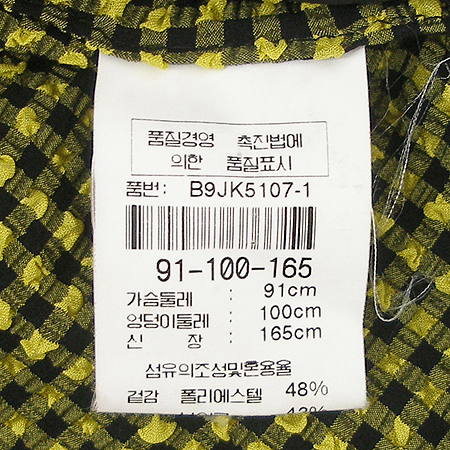 품질경영 촉진법에
의한 품질표시
품번: B9JK5107-1
91-100-165
가슴둘레 : 91cm
엉덩이둘레 : 100cm
신 장 : 165cm
섬유의조성및혼용율
겉감 폴리에스텔 48%